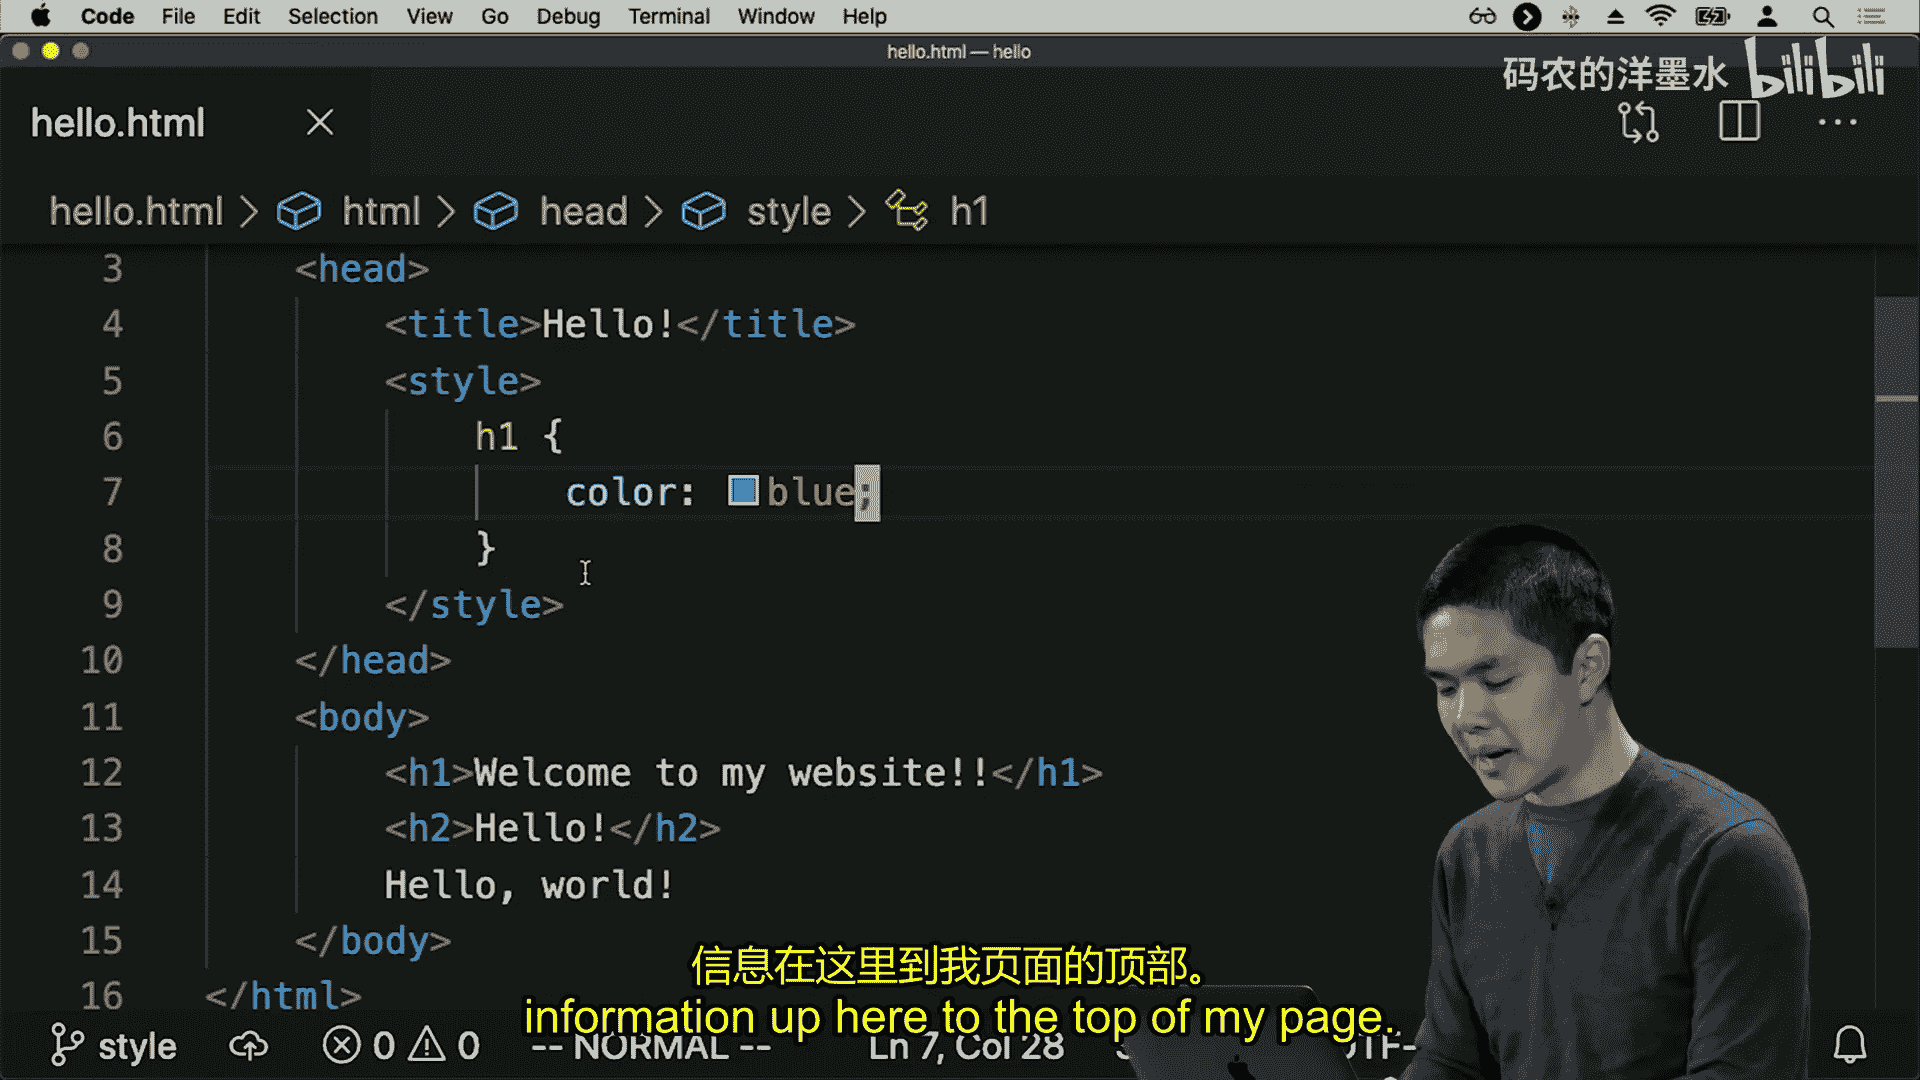 Code File Edit Selection View Go Debug Terminal Window Help
hello.html — hello
码农的洋墨水 bilibili
hello.html
hello.html > html > head > style > h1
3 <head>
4 <title>Hello!</title>
5 <style>
6 h1 {
7 color: blue;
8 }
9 </style>
10 </head>
11 <body>
12 <h1>Welcome to my website!!</h1>
13 <h2>Hello!</h2>
14 Hello, world!
15 </body>
16 </html>
信息在这里到我页面的顶部。
information up here to the top of my page.
style 0 0 -- NORMAL -- Ln 7, Col 28